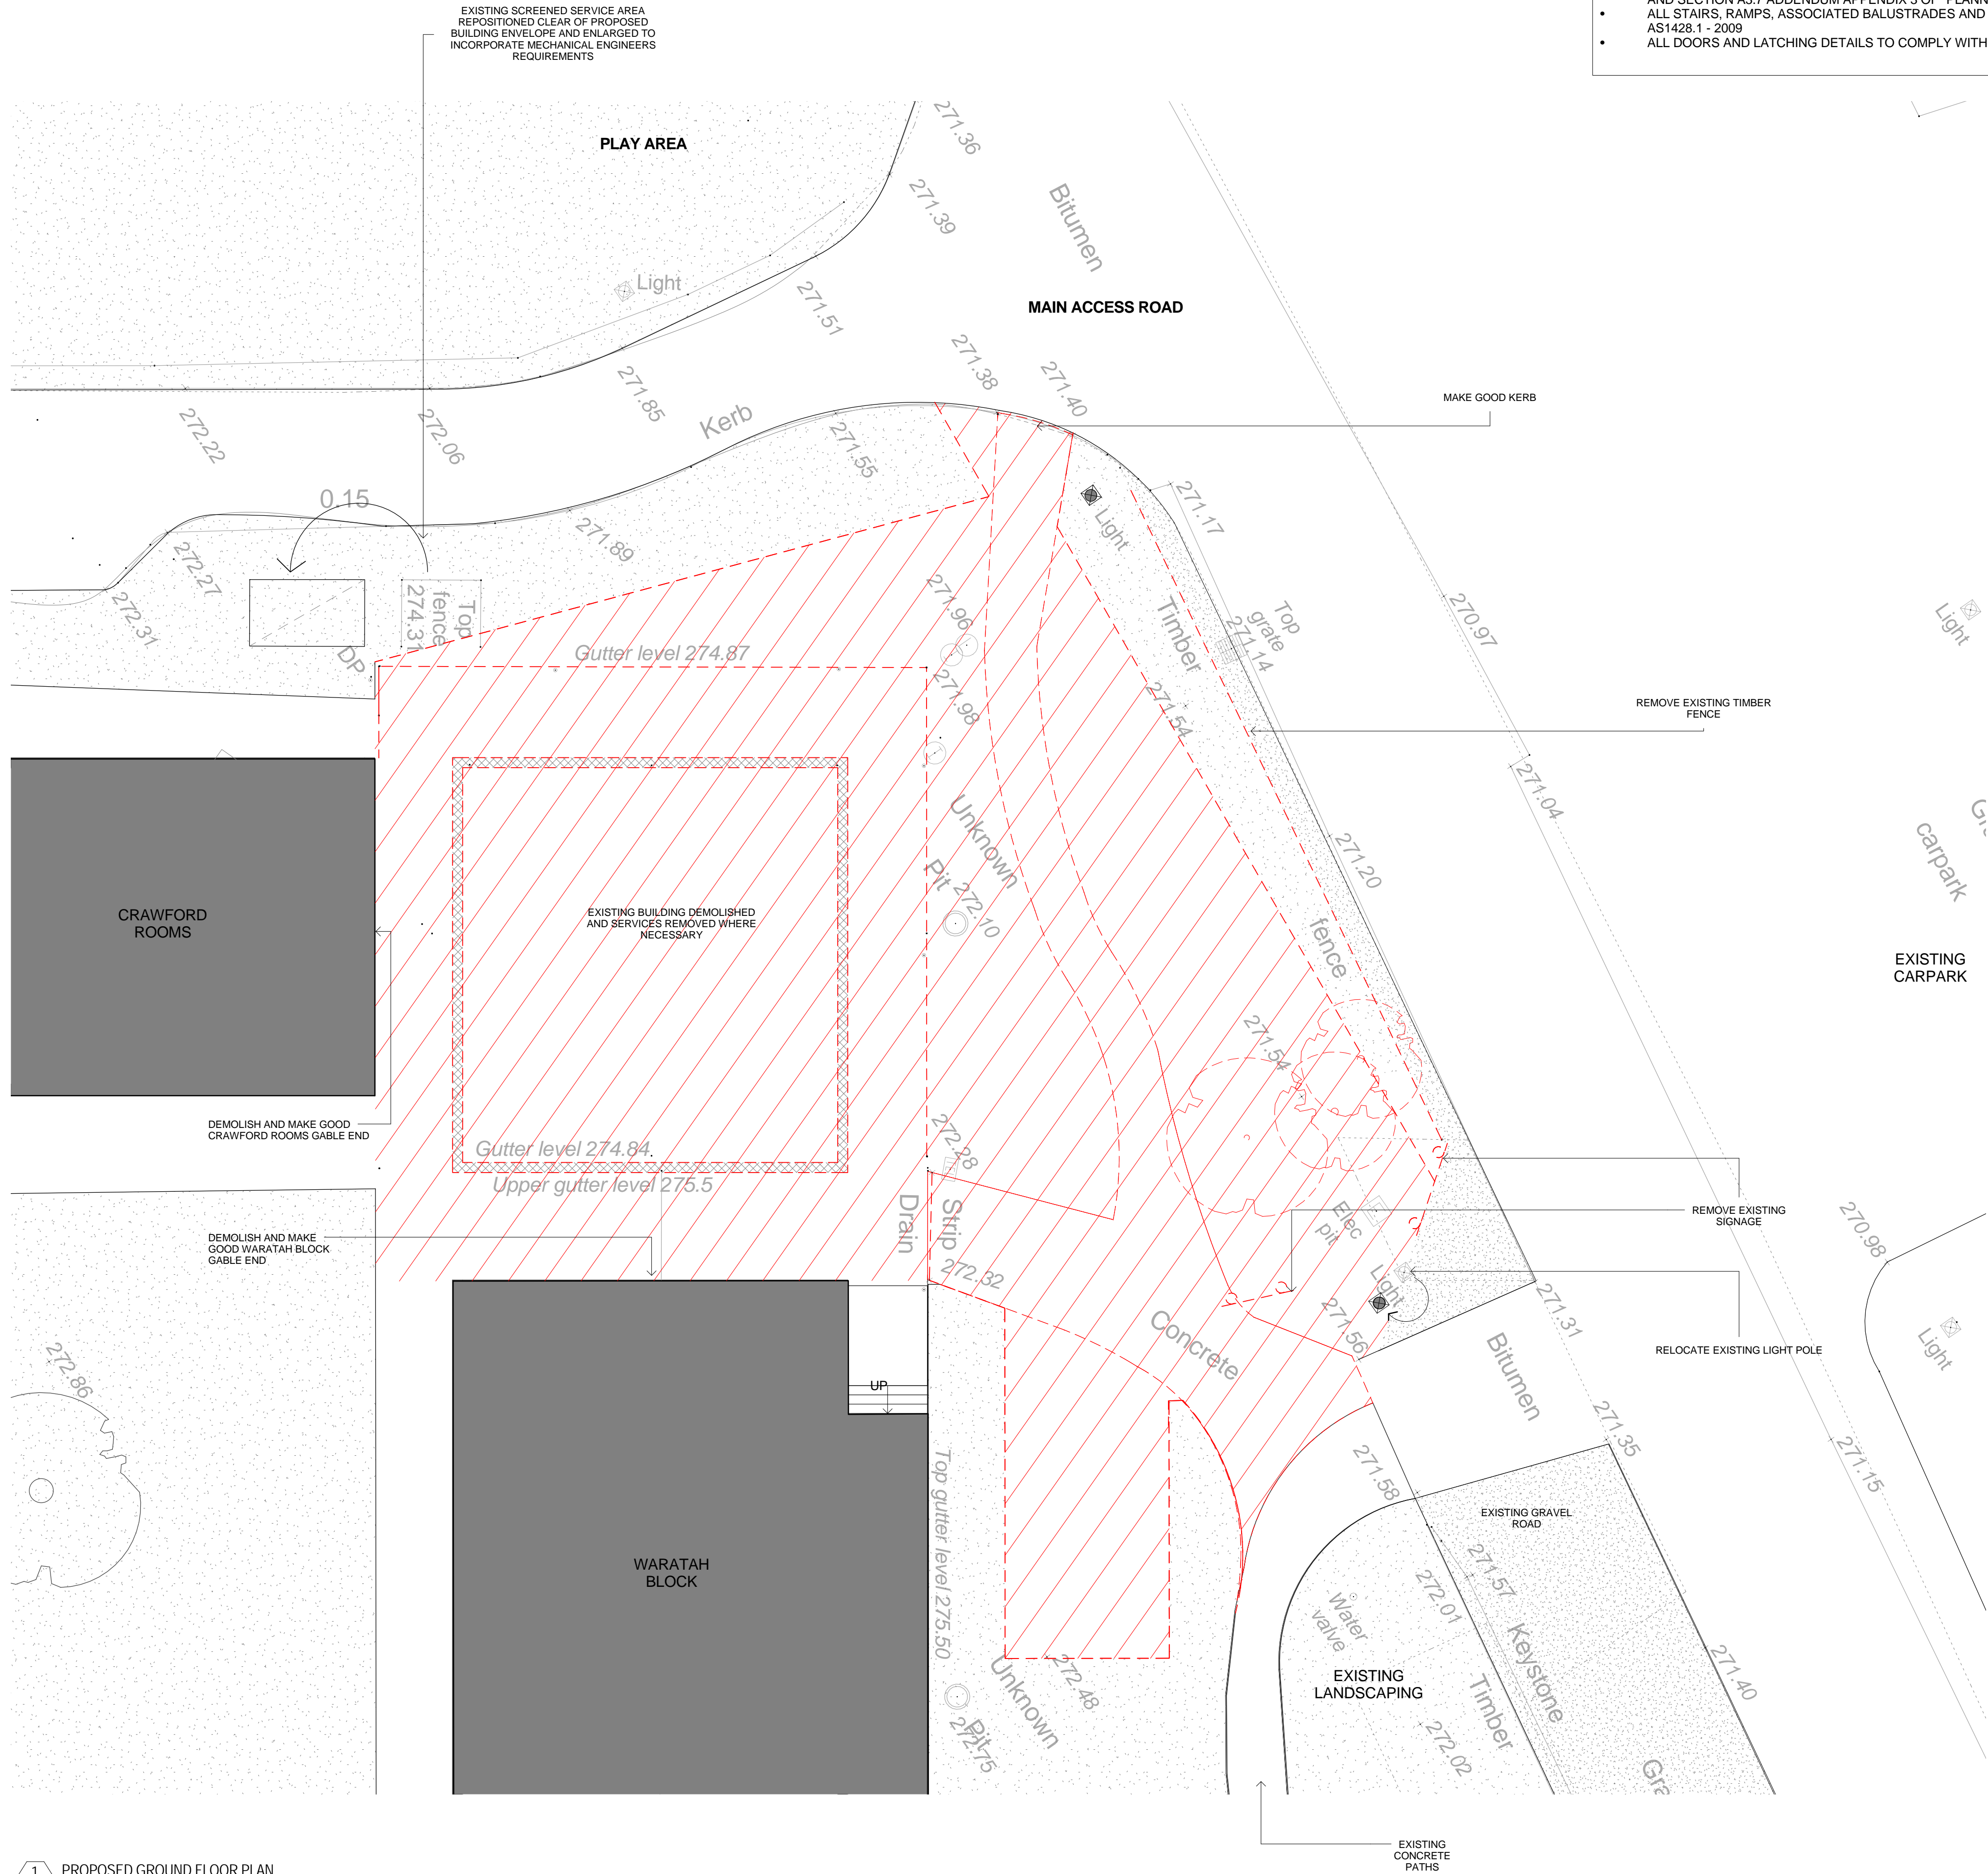 AND SECTION A3.7 ADDENDUM APPENDIX 3 OF "PLANN
• ALL STAIRS, RAMPS, ASSOCIATED BALUSTRADES AND
AS1428.1 - 2009
• ALL DOORS AND LATCHING DETAILS TO COMPLY WITH
EXISTING SCREENED SERVICE AREA
REPOSITIONED CLEAR OF PROPOSED
BUILDING ENVELOPE AND ENLARGED TO
INCORPORATE MECHANICAL ENGINEERS
REQUIREMENTS
PLAY AREA
271.36
271.39
Bitumen
Light
271.51
MAIN ACCESS ROAD
271.38
271.40
271.85
Kerb
MAKE GOOD KERB
272.22
272.06
271.55
0.15
271.17
Light
271.89
272.27
272.31
Top
fence
274.31
DP
Gutter level 274.87
271.96
271.98
Timber
Top
grate
271.14
270.97
Light
271.54
REMOVE EXISTING TIMBER
FENCE
271.04
Unknown
Pit
272.10
271.20
carpark
CRAWFORD
ROOMS
EXISTING BUILDING DEMOLISHED
AND SERVICES REMOVED WHERE
NECESSARY
fence
EXISTING
CARPARK
271.54
DEMOLISH AND MAKE GOOD
CRAWFORD ROOMS GABLE END
Gutter level 274.84
Upper gutter level 275.5
272.28
Strip
Drain
Elec
pit
REMOVE EXISTING
SIGNAGE
270.98
DEMOLISH AND MAKE
GOOD WARATAH BLOCK
GABLE END
272.32
Light
271.56
271.31
Concrete
Bitumen
RELOCATE EXISTING LIGHT POLE
Light
272.86
UP
271.35
271.15
271.58
Top gutter level 275.50
EXISTING GRAVEL
ROAD
WARATAH
BLOCK
271.57
272.01
Water
valve
Keystone
271.40
272.48
Unknown
Pit
272.75
EXISTING
LANDSCAPING
Timber
272.02
Gra
EXISTING
CONCRETE
PATHS
1 PROPOSED GROUND FLOOR PLAN